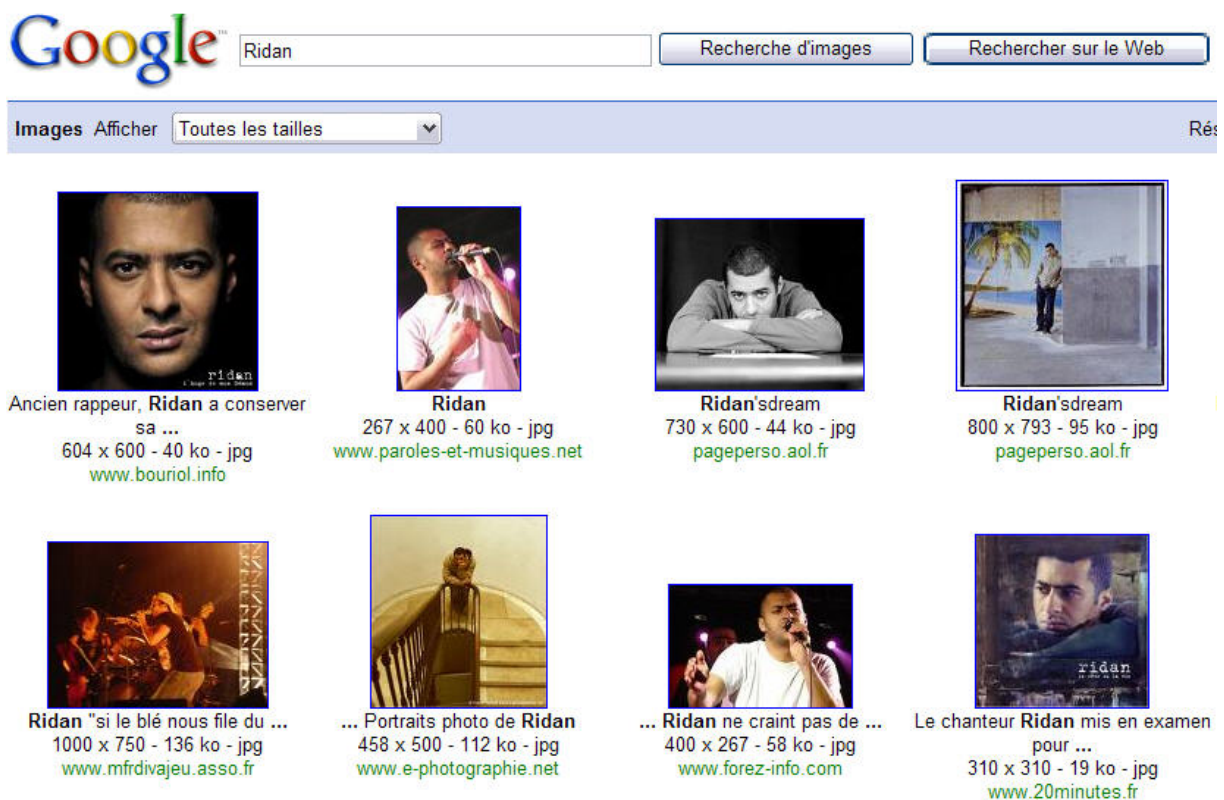 Google™ Ridan Recherche d'images Rechercher sur le Web
Images Afficher Toutes les tailles Rés
ridan
Ancien rappeur, Ridan a conserver
sa ...
604 x 600 - 40 ko - jpg
www.bouriol.info
Ridan
267 x 400 - 60 ko - jpg
www.paroles-et-musiques.net
Ridan'sdream
730 x 600 - 44 ko - jpg
pageperso.aol.fr
Ridan'sdream
800 x 793 - 95 ko - jpg
pageperso.aol.fr
Ridan "si le blé nous file du ...
1000 x 750 - 136 ko - jpg
www.mfrdivajeu.asso.fr
... Portraits photo de Ridan
458 x 500 - 112 ko - jpg
www.e-photographie.net
... Ridan ne craint pas de ...
400 x 267 - 58 ko - jpg
www.forez-info.com
ridan
Le chanteur Ridan mis en examen
pour ...
310 x 310 - 19 ko - jpg
www.20minutes.fr